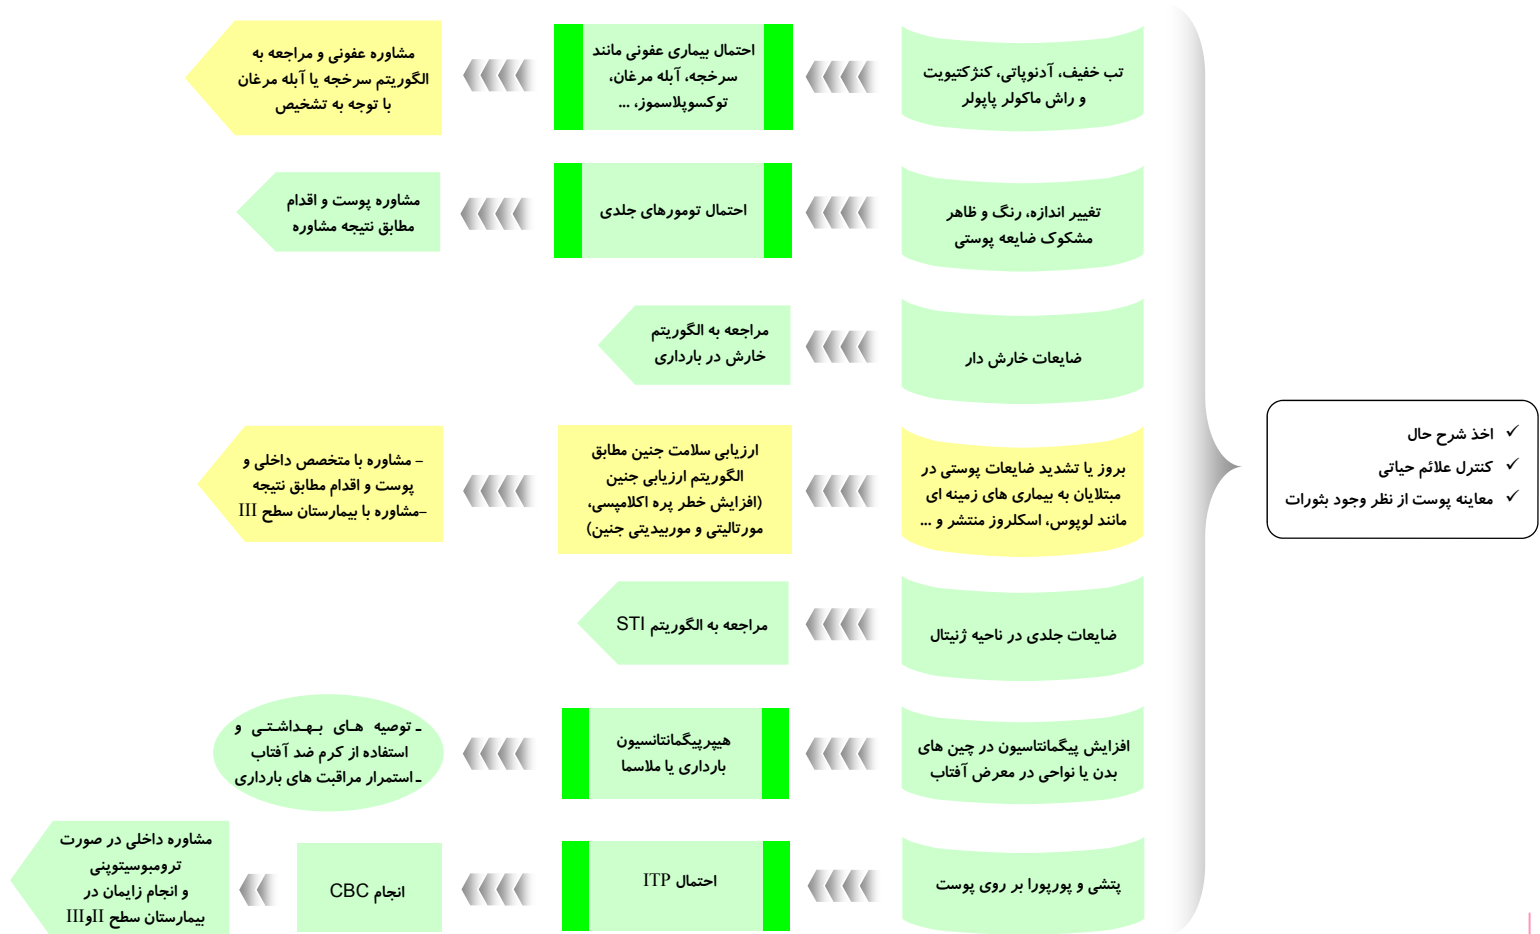 ✓ اخذ شرح حال
✓ کنترل علائم حیاتی
✓ معاینه پوست از نظر وجود بثورات
تب خفیف، آدنوپاتی، کنژکتیویت
و راش ماکولر پاپولر
احتمال بیماری عفونی مانند
سرخجه، آبله مرغان،
توکسوپلاسموز، ...
مشاوره عفونی و مراجعه به
الگوریتم سرخجه یا آبله مرغان
با توجه به تشخیص
تغییر اندازه، رنگ و ظاهر
مشکوک ضایعه پوستی
احتمال تومورهای جلدی
مشاوره پوست و اقدام
مطابق نتیجه مشاوره
ضایعات خارش دار
مراجعه به الگوریتم
خارش در بارداری
بروز یا تشدید ضایعات پوستی در
مبتلایان به بیماری های زمینه ای
مانند لوپوس، اسکلروز منتشر و ...
ارزیابی سلامت جنین مطابق
الگوریتم ارزیابی جنین
(افزایش خطر پره اکلامپسی،
مورتالیتی و موربیدیتی جنین)
– مشاوره با متخصص داخلی و
پوست و اقدام مطابق نتیجه
–مشاوره با بیمارستان سطح III
ضایعات جلدی در ناحیه ژنیتال
مراجعه به الگوریتم STI
افزایش پیگمانتاسیون در چین های
بدن یا نواحی در معرض آفتاب
هیپرپیگمانتانسیون
بارداری یا ملاسما
ـ توصیه هـای بـهـداشـتـی و
استفاده از کرم ضد آفتاب
ـ استمرار مراقبت های بارداری
پتشی و پورپورا بر روی پوست
احتمال ITP
انجام CBC
مشاوره داخلی در صورت
ترومبوسیتوپنی
و انجام زایمان در
بیمارستان سطح IIوIII